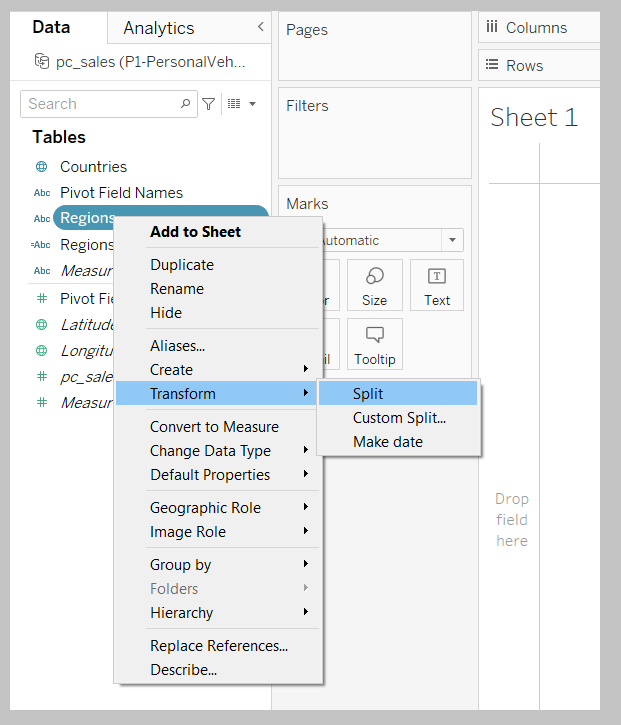 Data
Analytics
pc_sales (P1-PersonalVeh...
Search
Tables
Countries
Abc Pivot Field Names
Abc Regions
=Abc Regions
Abc Measur
# Pivot Fie
Latitude
Longitu
# pc_sale
# Measur
Add to Sheet
Duplicate
Rename
Hide
Aliases...
Create
Transform
Convert to Measure
Change Data Type
Default Properties
Geographic Role
Image Role
Group by
Folders
Hierarchy
Replace References...
Describe...
Split
Custom Split...
Make date
Pages
Filters
Marks
utomatic
r
Size
T
Text
il
Tooltip
Columns
Rows
Sheet 1
Drop
field
here